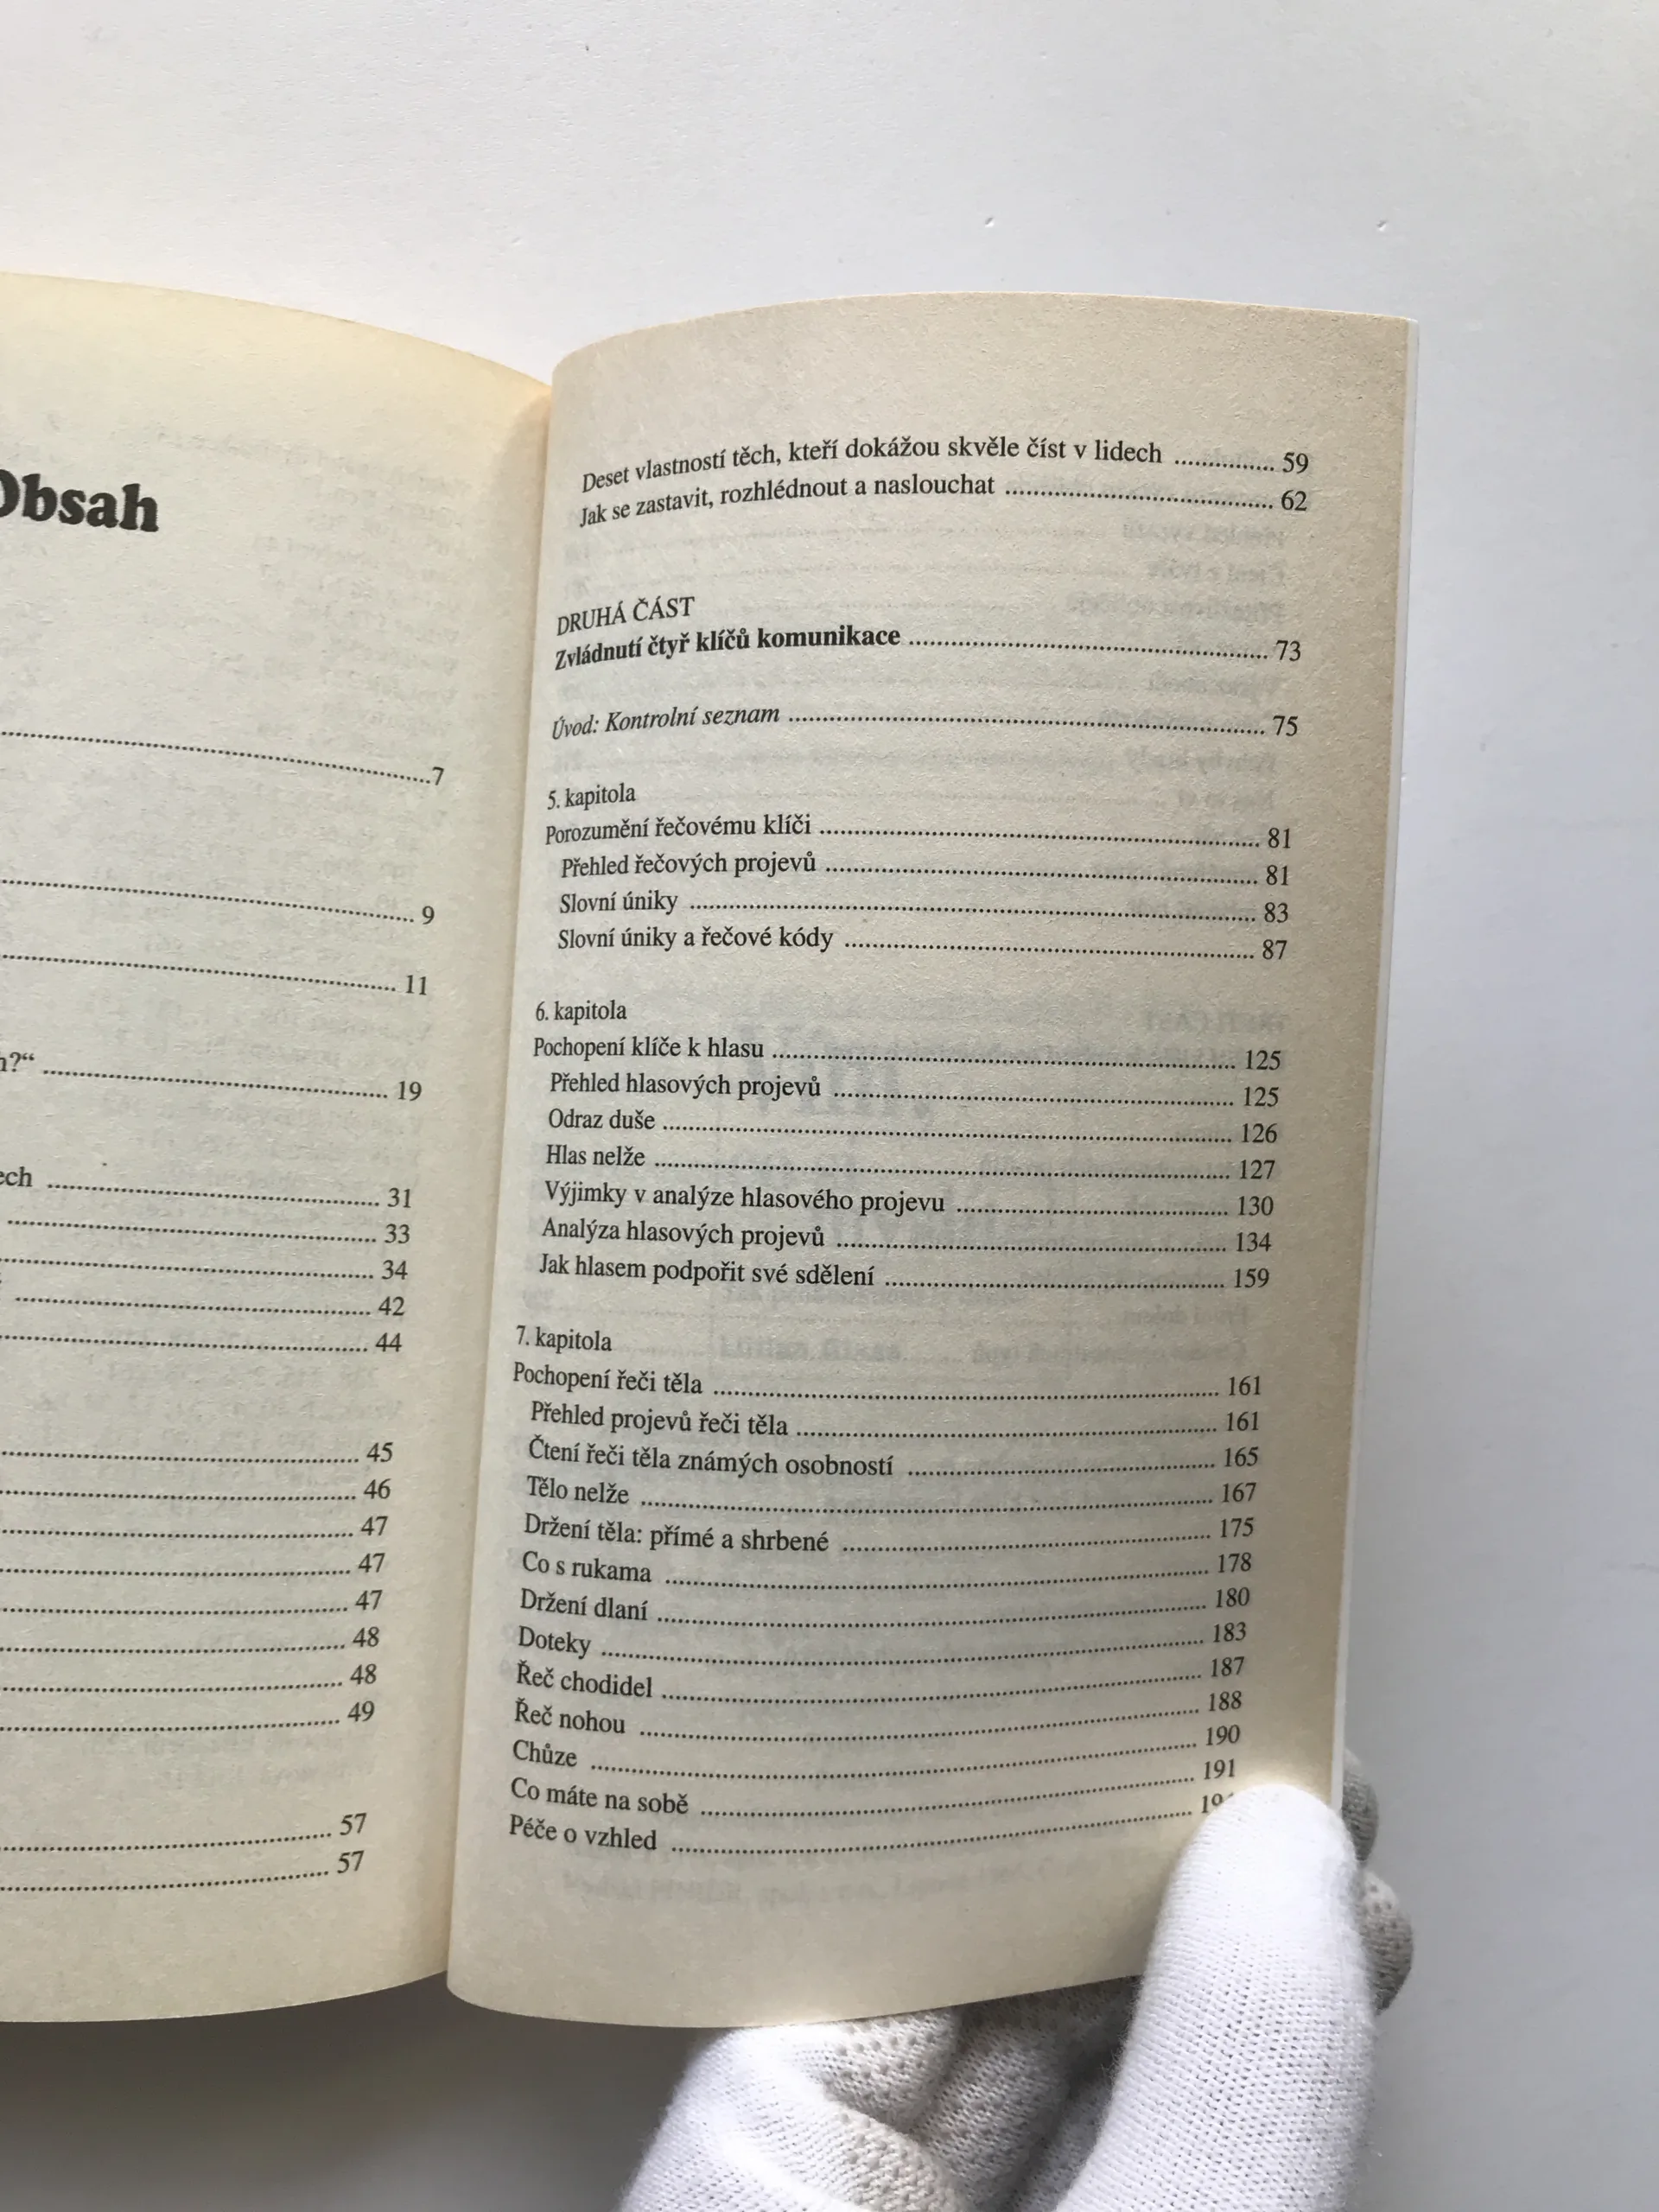 Obsah
7
9
11
19
31
33
34
42
44
45
46
47
47
47
48
48
49
57
57
Deset vlastností těch, kteří dokážou skvěle číst v lidech ............... 59
Jak se zastavit, rozhlédnout a naslouchat ............... 62
DRUHÁ ČÁST
Zvládnutí čtyř klíčů komunikace ............... 73
Úvod: Kontrolní seznam ............... 75
5. kapitola
Porozumění řečovému klíči ............... 81
Přehled řečových projevů ............... 81
Slovní úniky ............... 83
Slovní úniky a řečové kódy ............... 87
6. kapitola
Pochopení klíče k hlasu ............... 125
Přehled hlasových projevů ............... 125
Odraz duše ............... 126
Hlas nelže ............... 127
Výjimky v analýze hlasového projevu ............... 130
Analýza hlasových projevů ............... 134
Jak hlasem podpořit své sdělení ............... 159
7. kapitola
Pochopení řeči těla ............... 161
Přehled projevů řeči těla ............... 161
Čtení řeči těla známých osobností ............... 165
Tělo nelže ............... 167
Držení těla: přímé a shrbené ............... 175
Co s rukama ............... 178
Držení dlaní ............... 180
Doteky ............... 183
Řeč chodidel ............... 187
Řeč nohou ............... 188
Chůze ............... 190
Co máte na sobě ............... 191
Péče o vzhled ...............